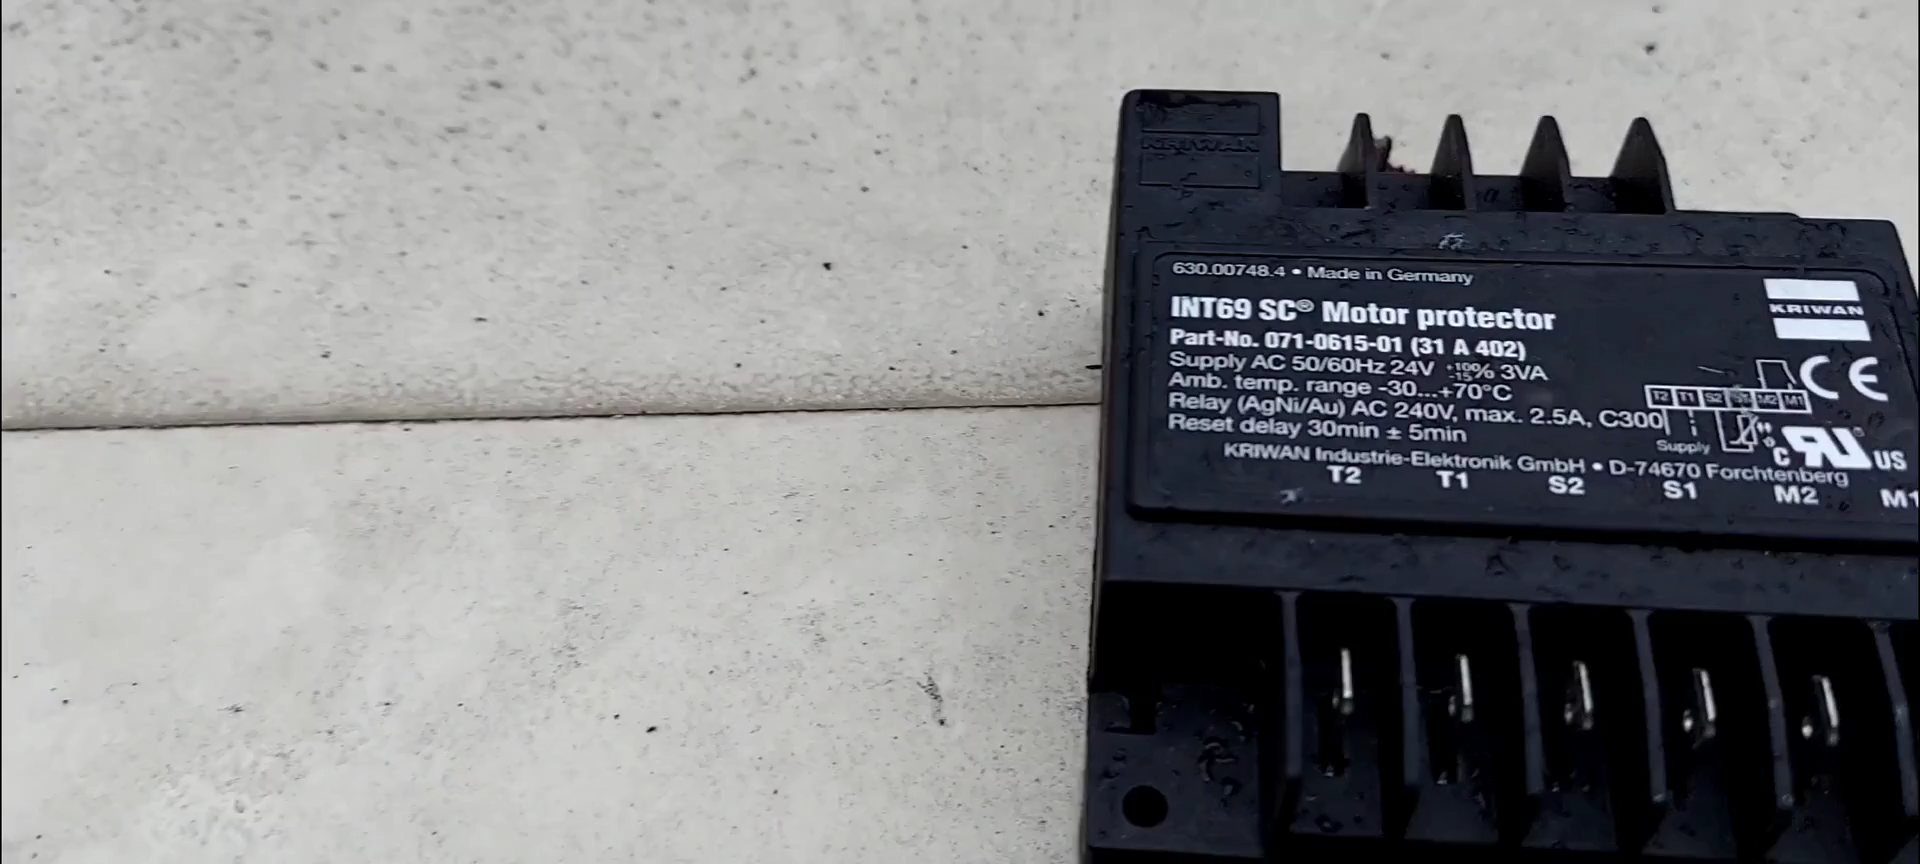 KRIWAN
630.00748.4 • Made in Germany
KRIWAN
INT69 SC® Motor protector
Part-No. 071-0615-01 (31 A 402)
Supply AC 50/60Hz 24V +10% -15% 3VA
Amb. temp. range -30...+70°C
Relay (AgNi/Au) AC 240V, max. 2.5A, C300
Reset delay 30min ± 5min
T2 T1 S2 S1 M2 M1
Supply
CE
c RU US
KRIWAN Industrie-Elektronik GmbH • D-74670 Forchtenberg
T2 T1 S2 S1 M2 M1